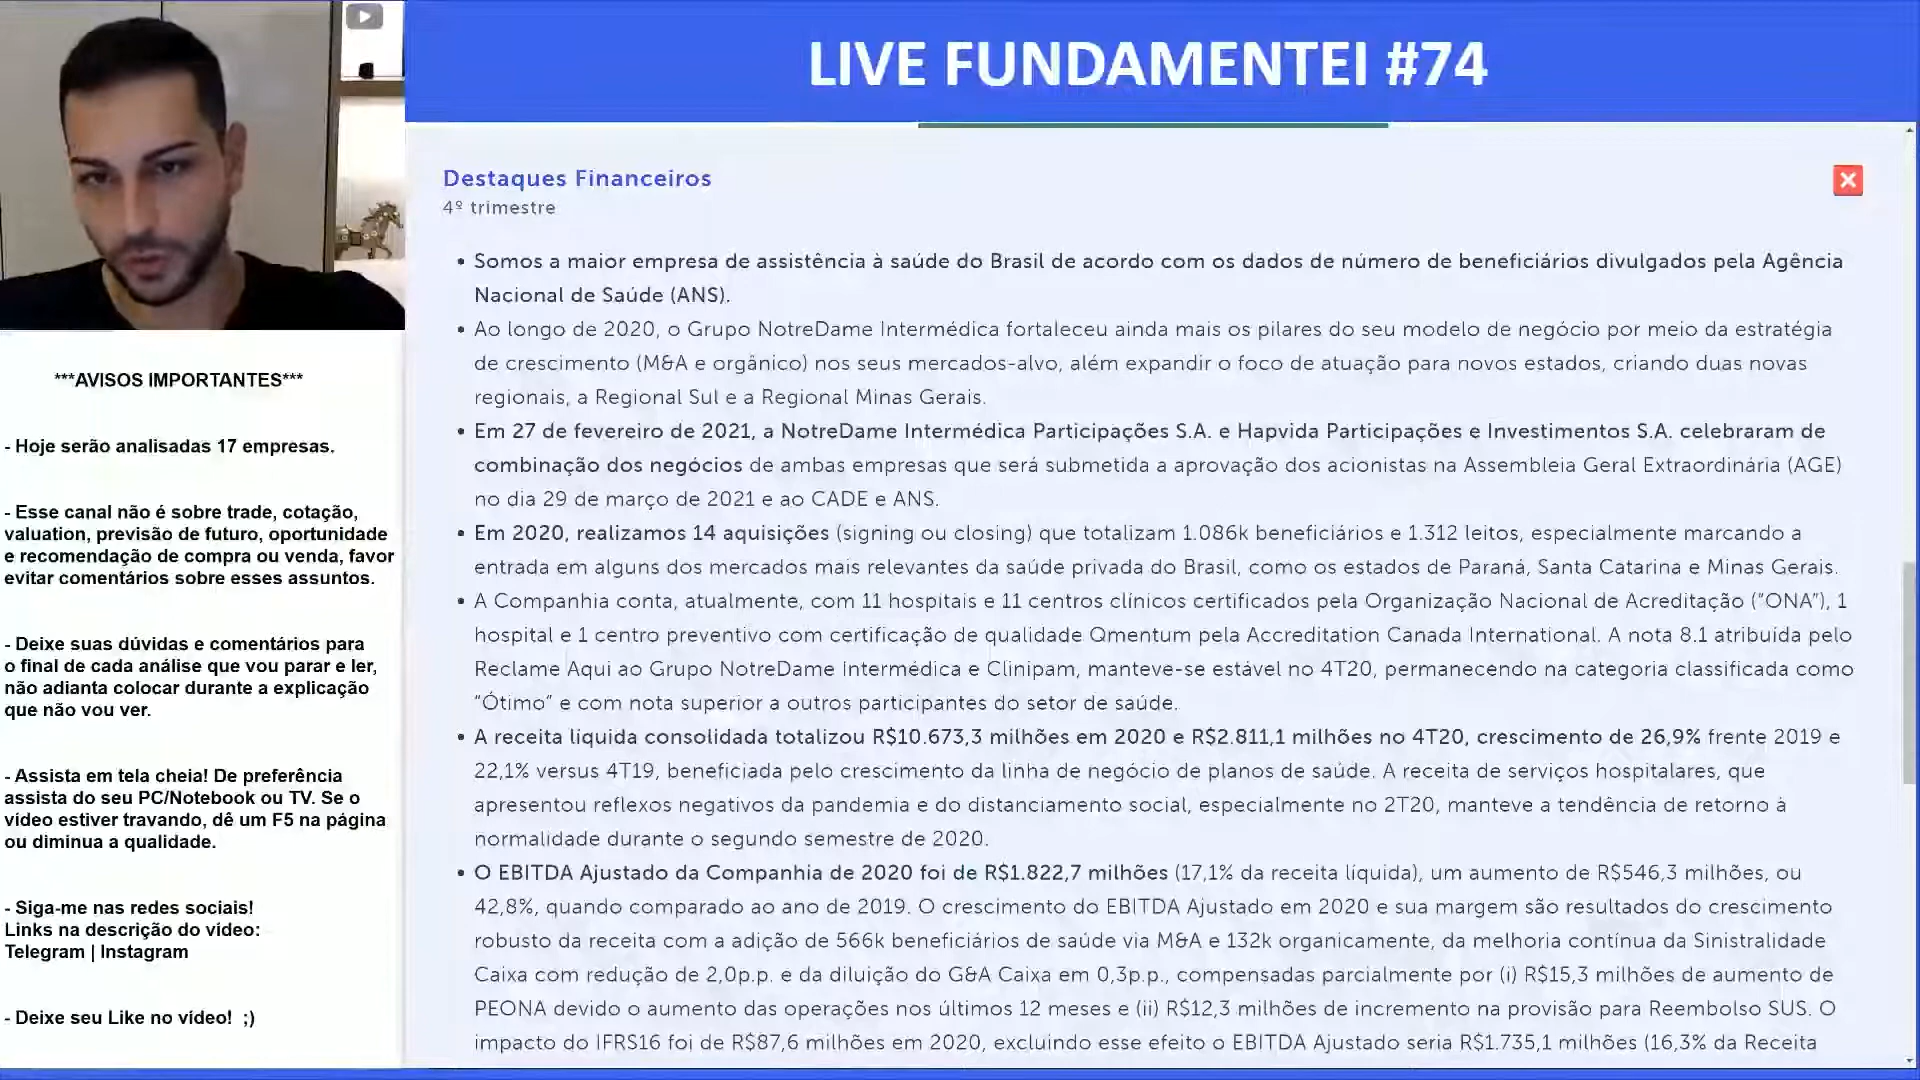 LIVE FUNDAMENTEI #74
Destaques Financeiros
4º trimestre
• Somos a maior empresa de assistência à saúde do Brasil de acordo com os dados de número de beneficiários divulgados pela Agência
Nacional de Saúde (ANS).
• Ao longo de 2020, o Grupo NotreDame Intermédica fortaleceu ainda mais os pilares do seu modelo de negócio por meio da estratégia
de crescimento (M&A e orgânico) nos seus mercados-alvo, além expandir o foco de atuação para novos estados, criando duas novas
regionais, a Regional Sul e a Regional Minas Gerais.
• Em 27 de fevereiro de 2021, a NotreDame Intermédica Participações S.A. e Hapvida Participações e Investimentos S.A. celebraram de
combinação dos negócios de ambas empresas que será submetida a aprovação dos acionistas na Assembleia Geral Extraordinária (AGE)
no dia 29 de março de 2021 e ao CADE e ANS.
• Em 2020, realizamos 14 aquisições (signing ou closing) que totalizam 1.086k beneficiários e 1.312 leitos, especialmente marcando a
entrada em alguns dos mercados mais relevantes da saúde privada do Brasil, como os estados de Paraná, Santa Catarina e Minas Gerais.
• A Companhia conta, atualmente, com 11 hospitais e 11 centros clínicos certificados pela Organização Nacional de Acreditação (“ONA”), 1
hospital e 1 centro preventivo com certificação de qualidade Qmentum pela Accreditation Canada International. A nota 8.1 atribuída pelo
Reclame Aqui ao Grupo NotreDame Intermédica e Clinipam, manteve-se estável no 4T20, permanecendo na categoria classificada como
“Ótimo” e com nota superior a outros participantes do setor de saúde.
• A receita líquida consolidada totalizou R$10.673,3 milhões em 2020 e R$2.811,1 milhões no 4T20, crescimento de 26,9% frente 2019 e
22,1% versus 4T19, beneficiada pelo crescimento da linha de negócio de planos de saúde. A receita de serviços hospitalares, que
apresentou reflexos negativos da pandemia e do distanciamento social, especialmente no 2T20, manteve a tendência de retorno à
normalidade durante o segundo semestre de 2020.
• O EBITDA Ajustado da Companhia de 2020 foi de R$1.822,7 milhões (17,1% da receita líquida), um aumento de R$546,3 milhões, ou
42,8%, quando comparado ao ano de 2019. O crescimento do EBITDA Ajustado em 2020 e sua margem são resultados do crescimento
robusto da receita com a adição de 566k beneficiários de saúde via M&A e 132k organicamente, da melhoria contínua da Sinistralidade
Caixa com redução de 2,0p.p. e da diluição do G&A Caixa em 0,3p.p., compensadas parcialmente por (i) R$15,3 milhões de aumento de
PEONA devido o aumento das operações nos últimos 12 meses e (ii) R$12,3 milhões de incremento na provisão para Reembolso SUS. O
impacto do IFRS16 foi de R$87,6 milhões em 2020, excluindo esse efeito o EBITDA Ajustado seria R$1.735,1 milhões (16,3% da Receita
***AVISOS IMPORTANTES***
- Hoje serão analisadas 17 empresas.
- Esse canal não é sobre trade, cotação,
valuation, previsão de futuro, oportunidade
e recomendação de compra ou venda, favor
evitar comentários sobre esses assuntos.
- Deixe suas dúvidas e comentários para
o final de cada análise que vou parar e ler,
não adianta colocar durante a explicação
que não vou ver.
- Assista em tela cheia! De preferência
assista do seu PC/Notebook ou TV. Se o
vídeo estiver travando, dê um F5 na página
ou diminua a qualidade.
- Siga-me nas redes sociais!
Links na descrição do vídeo:
Telegram | Instagram
- Deixe seu Like no vídeo! ;)